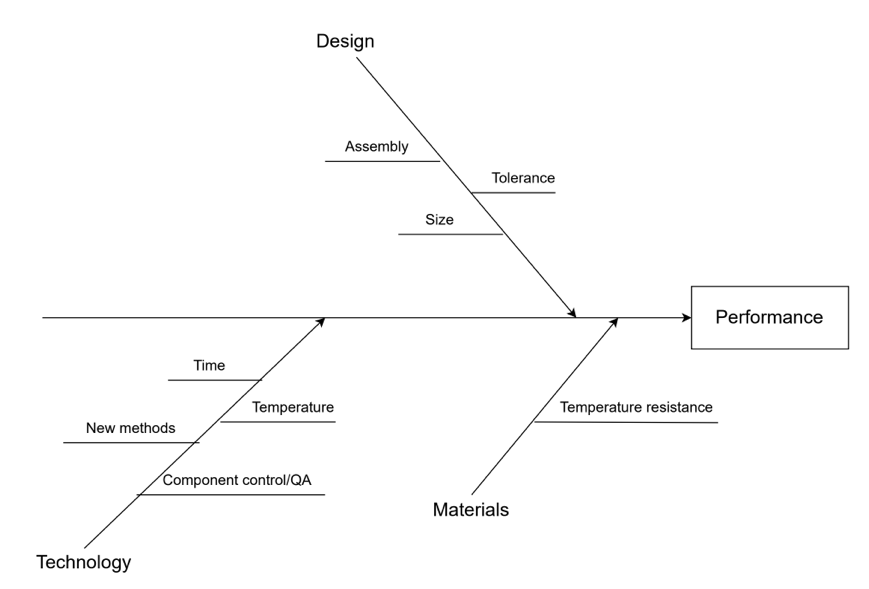 Design
Assembly
Tolerance
Size
Performance
Time
Temperature
New methods
Component control/QA
Technology
Temperature resistance
Materials